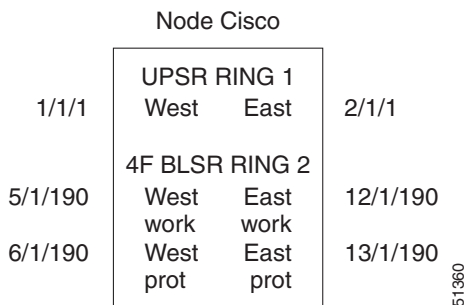 Node Cisco
UPSR RING 1
1/1/1 West East 2/1/1
4F BLSR RING 2
5/1/190 West East 12/1/190
work work
6/1/190 West East 13/1/190
prot prot
51360